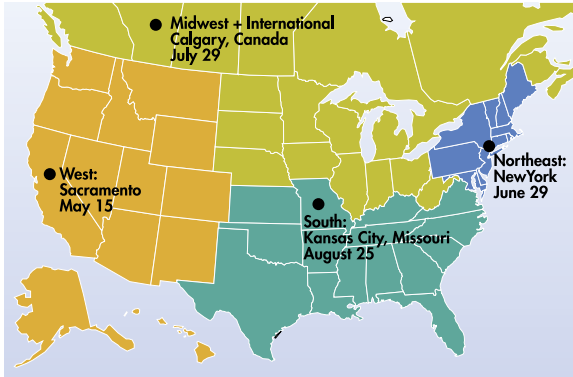 Midwest + International
Calgary, Canada
July 29
West:
Sacramento
May 15
Northeast:
NewYork
June 29
South:
Kansas City, Missouri
August 25